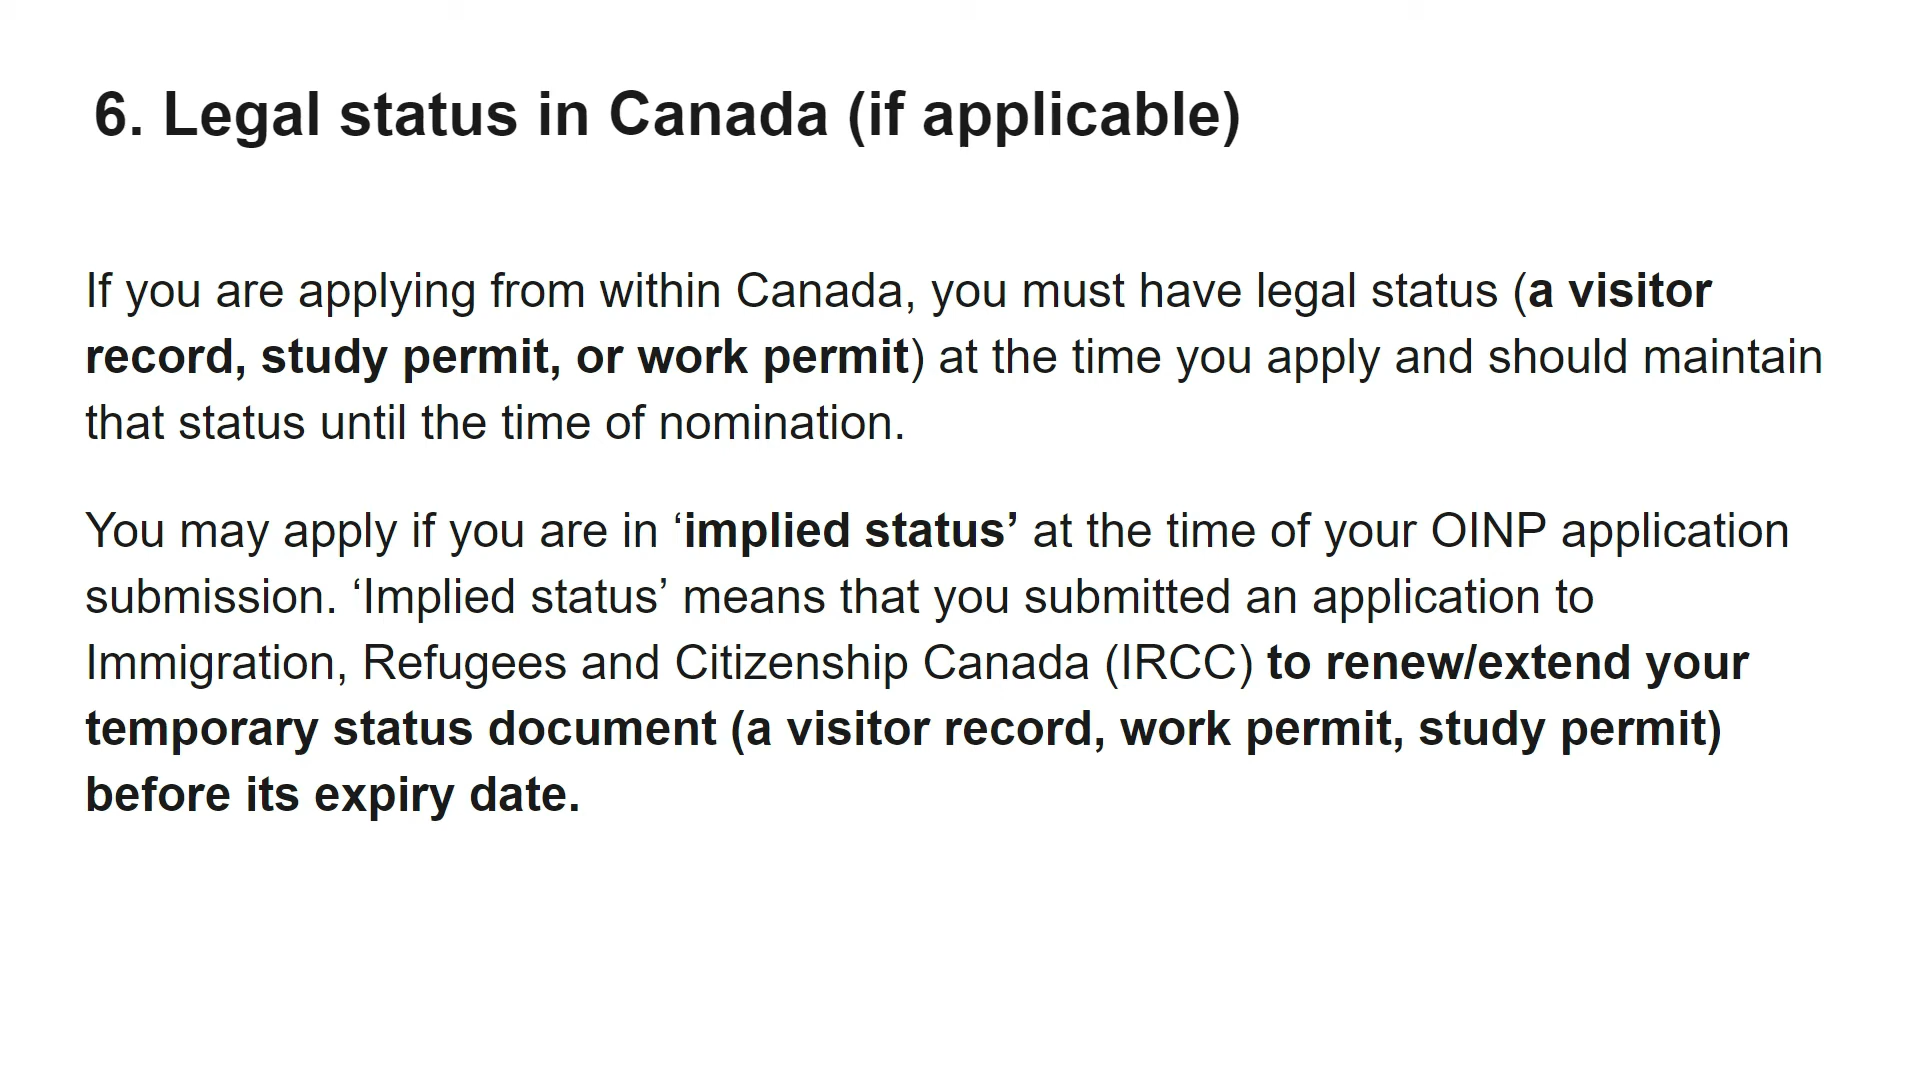 6. Legal status in Canada (if applicable)
If you are applying from within Canada, you must have legal status (a visitor
record, study permit, or work permit) at the time you apply and should maintain
that status until the time of nomination.
You may apply if you are in ‘implied status’ at the time of your OINP application
submission. ‘Implied status’ means that you submitted an application to
Immigration, Refugees and Citizenship Canada (IRCC) to renew/extend your
temporary status document (a visitor record, work permit, study permit)
before its expiry date.